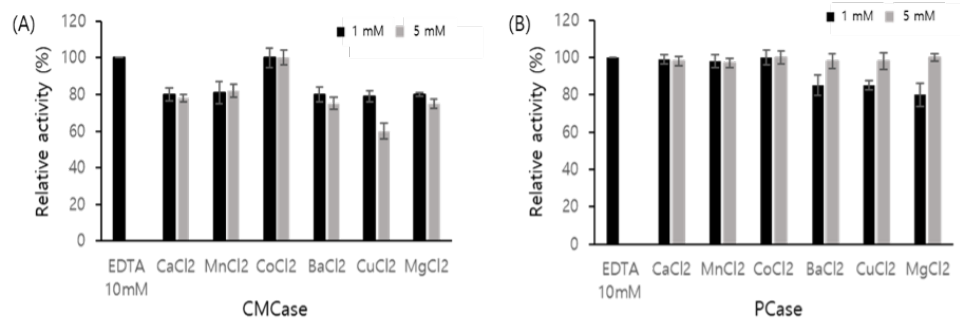 (A)
120
100
80
60
40
20
0
Relative activity (%)
1 mM 5 mM
EDTA 10mM CaCl2 MnCl2 CoCl2 BaCl2 CuCl2 MgCl2
CMCase
(B)
120
100
80
60
40
20
0
Relative activity (%)
1 mM 5 mM
EDTA 10mM CaCl2 MnCl2 CoCl2 BaCl2 CuCl2 MgCl2
PCase